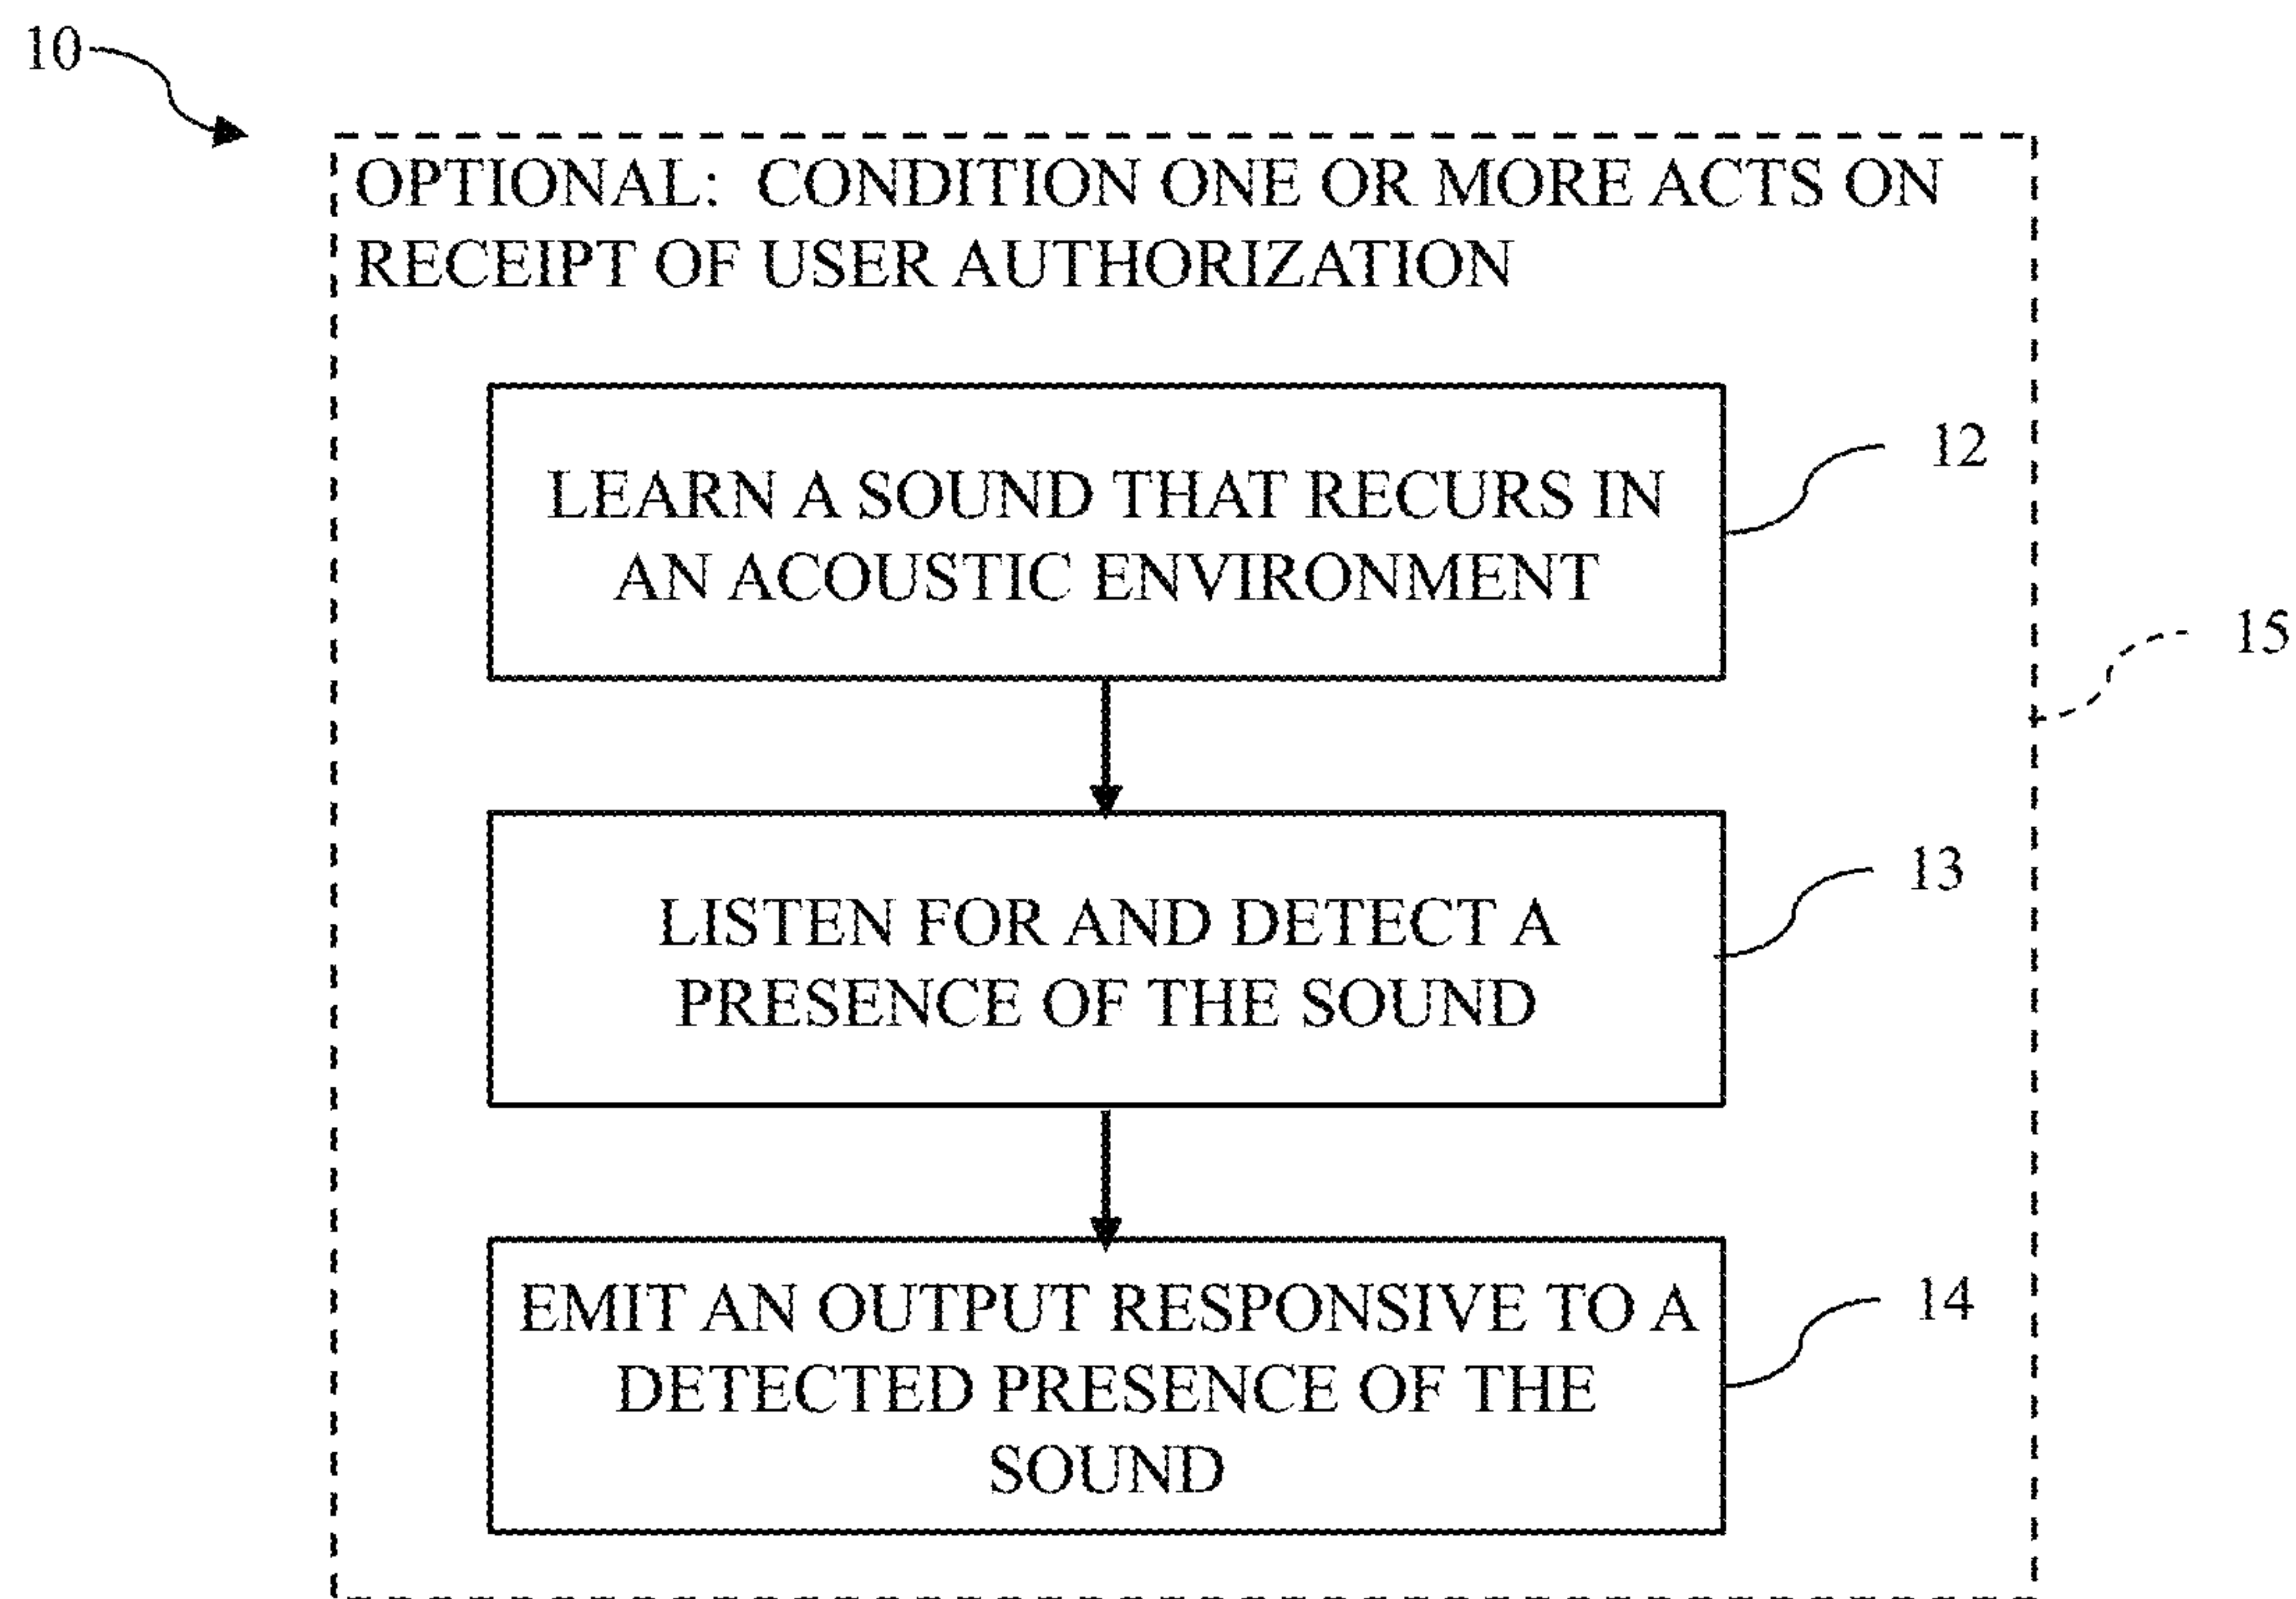 10
OPTIONAL: CONDITION ONE OR MORE ACTS ON
RECEIPT OF USER AUTHORIZATION
LEARN A SOUND THAT RECURS IN
AN ACOUSTIC ENVIRONMENT
12
15
LISTEN FOR AND DETECT A
PRESENCE OF THE SOUND
13
EMIT AN OUTPUT RESPONSIVE TO A
DETECTED PRESENCE OF THE
SOUND
14